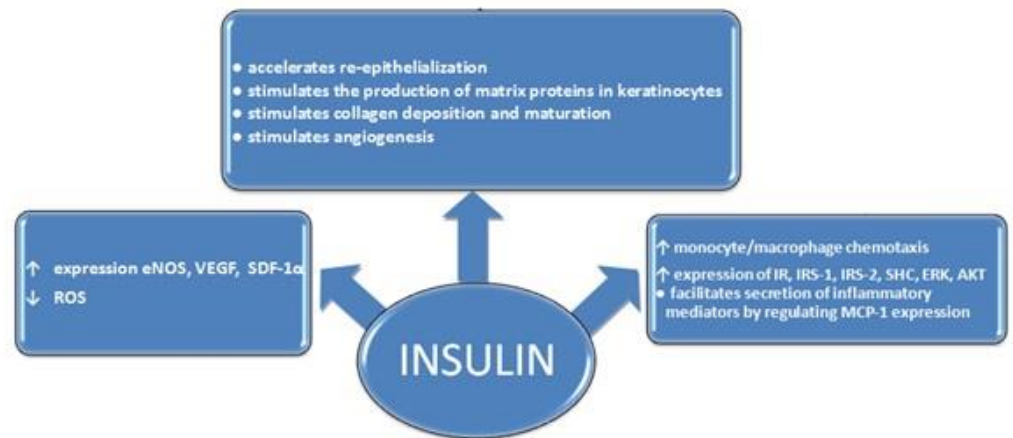 ● accelerates re-epithelialization
● stimulates the production of matrix proteins in keratinocytes
● stimulates collagen deposition and maturation
● stimulates angiogenesis
↑ expression eNOS, VEGF, SDF-1α
↓ ROS
↑ monocyte/macrophage chemotaxis
↑ expression of IR, IRS-1, IRS-2, SHC, ERK, AKT
● facilitates secretion of inflammatory
mediators by regulating MCP-1 expression
INSULIN